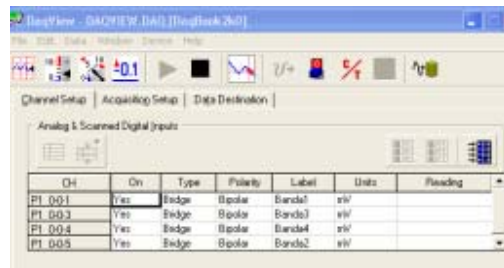 DaqView - DAQVIEW.DAQ [DaqBook 2k0]
File Edit Data Window Device Help
±0.1
Channel Setup Acquisition Setup Data Destination
Analog & Scanned Digital Inputs
CH On Type Polarity Label Units Reading
P1 0-0-1 Yes Bridge Bipolar Banda1 mV
P1 0-0-3 Yes Bridge Bipolar Banda3 mV
P1 0-0-4 Yes Bridge Bipolar Banda4 mV
P1 0-0-5 Yes Bridge Bipolar Banda2 mV